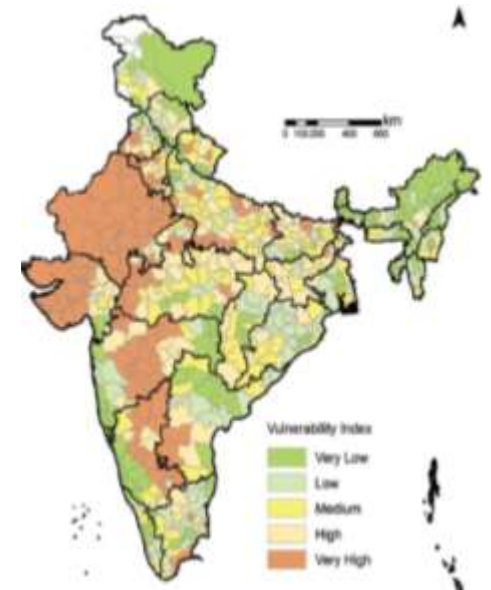 km
0 100 200 400 600
Vulnerability Index
Very Low
Low
Medium
High
Very High